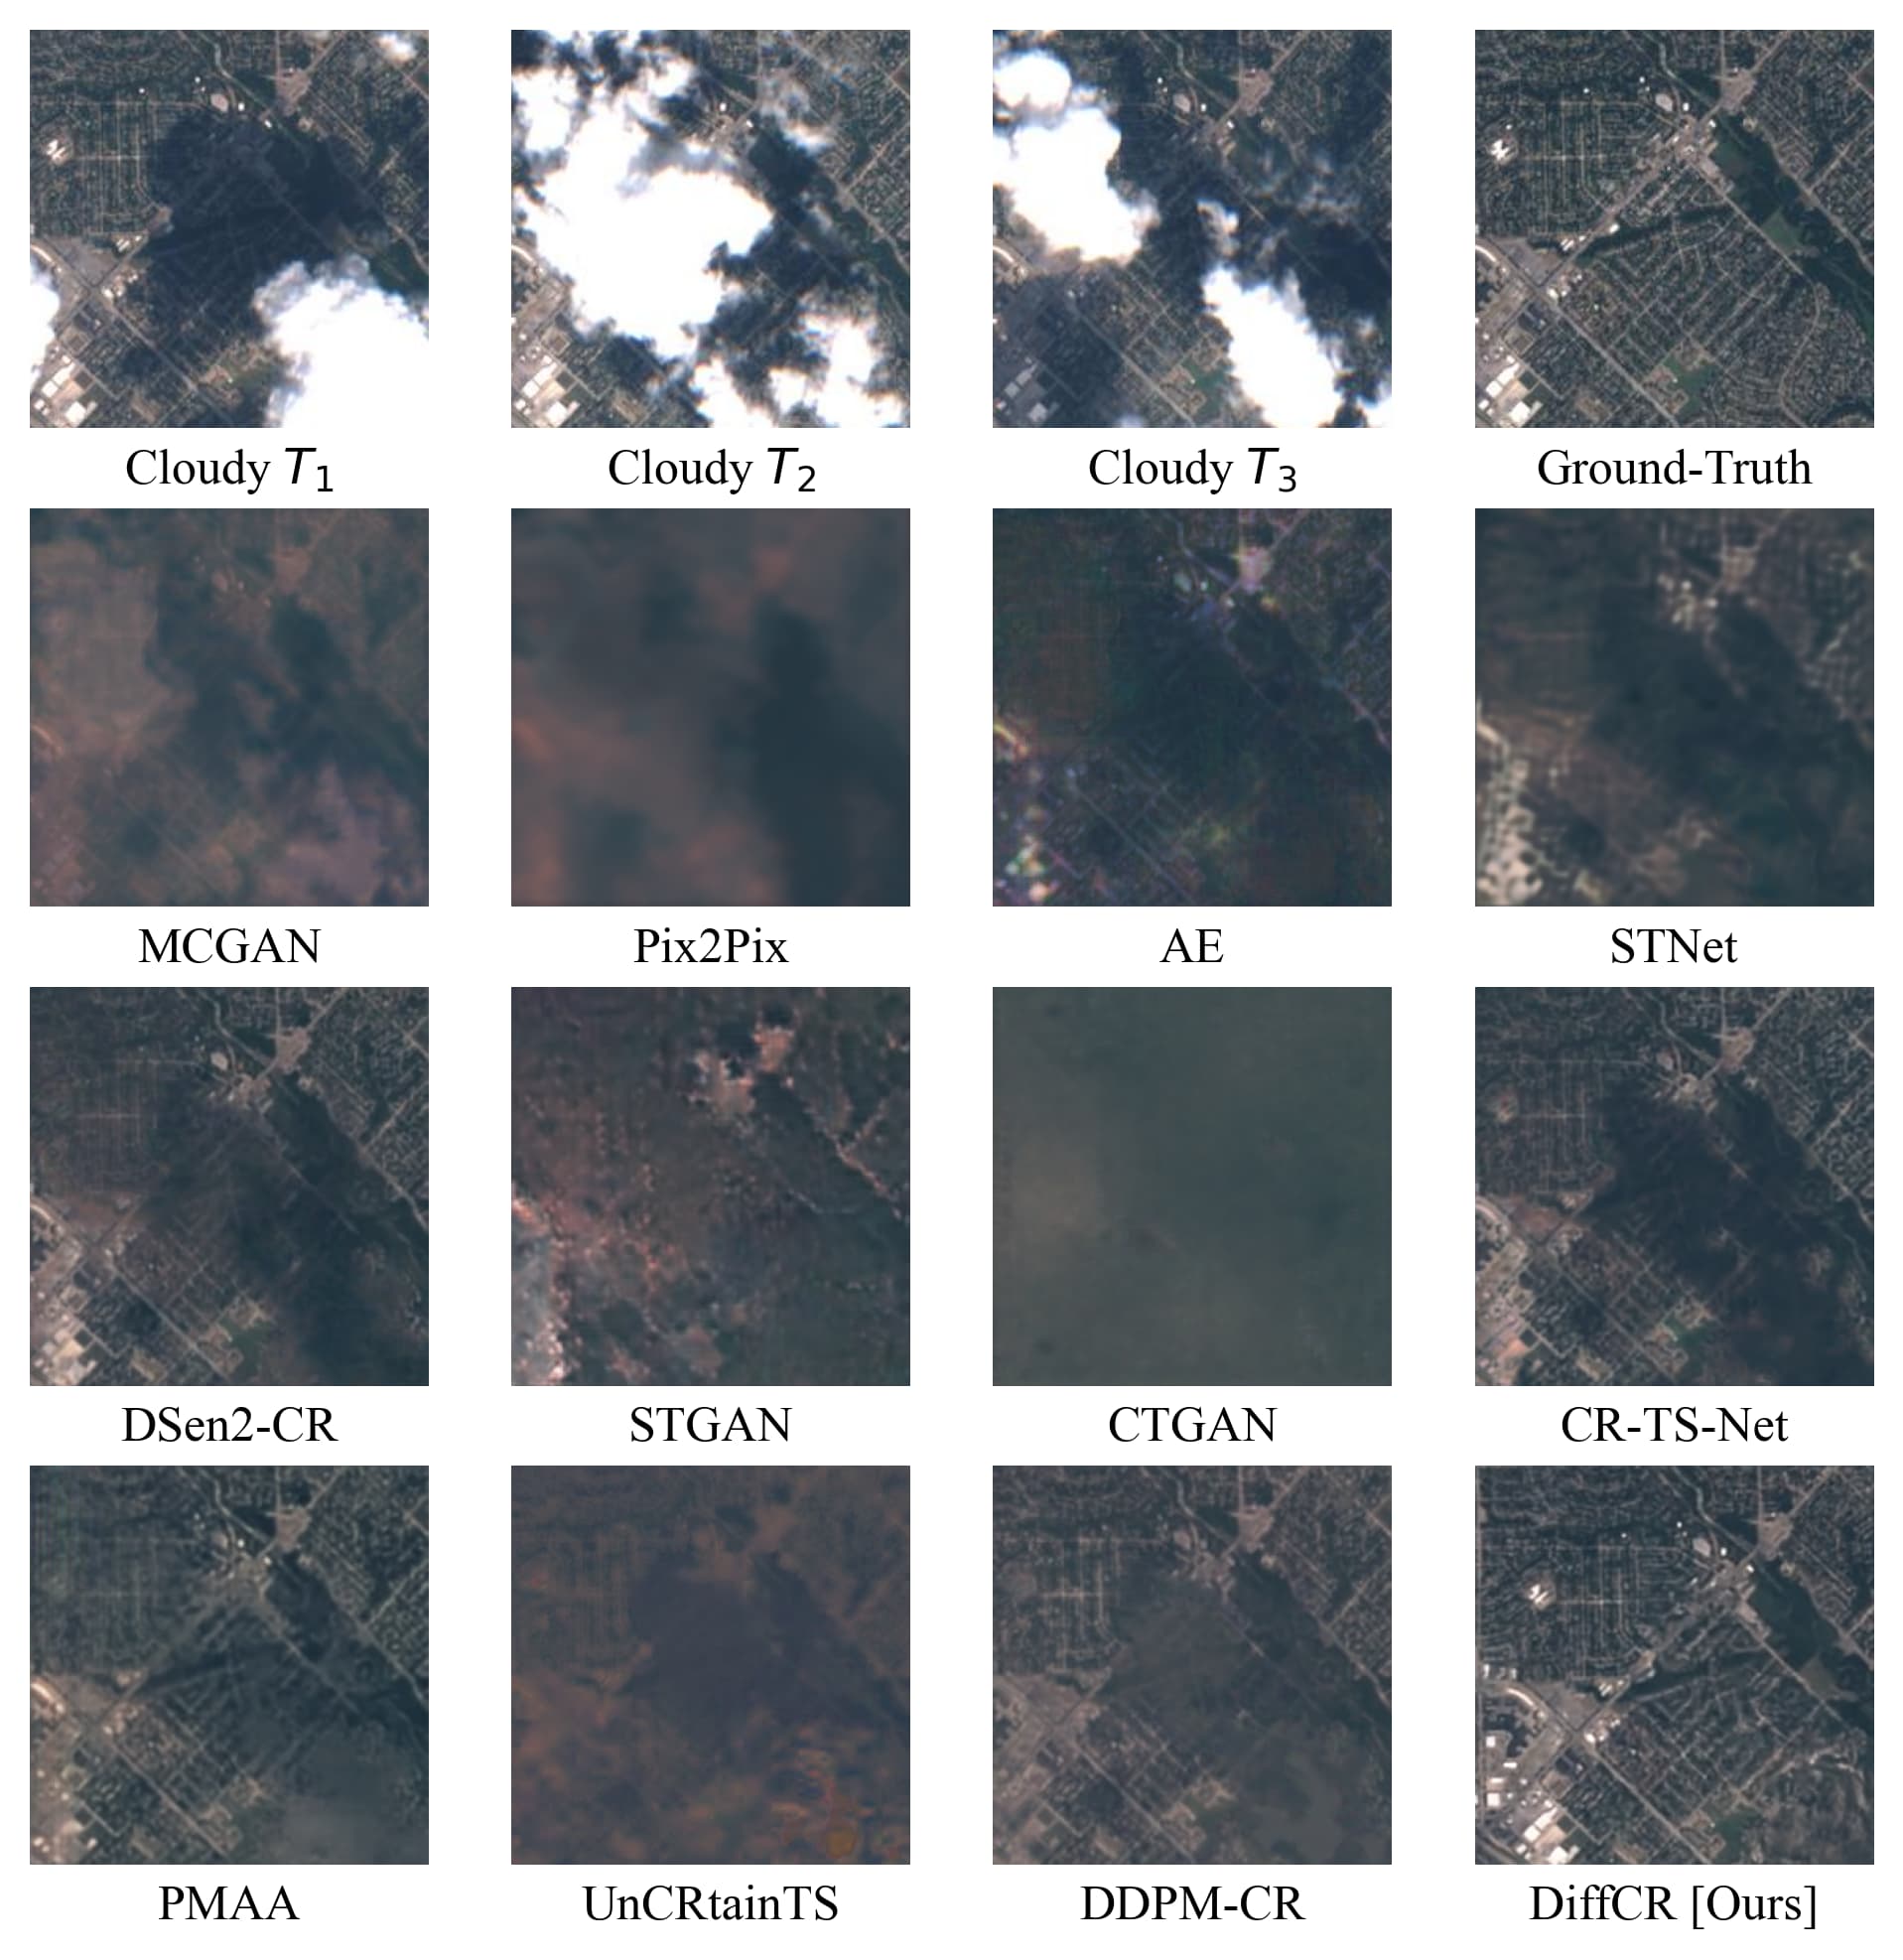 Cloudy T1
Cloudy T2
Cloudy T3
Ground-Truth
MCGAN
Pix2Pix
AE
STNet
DSen2-CR
STGAN
CTGAN
CR-TS-Net
PMAA
UnCRtainTS
DDPM-CR
DiffCR [Ours]